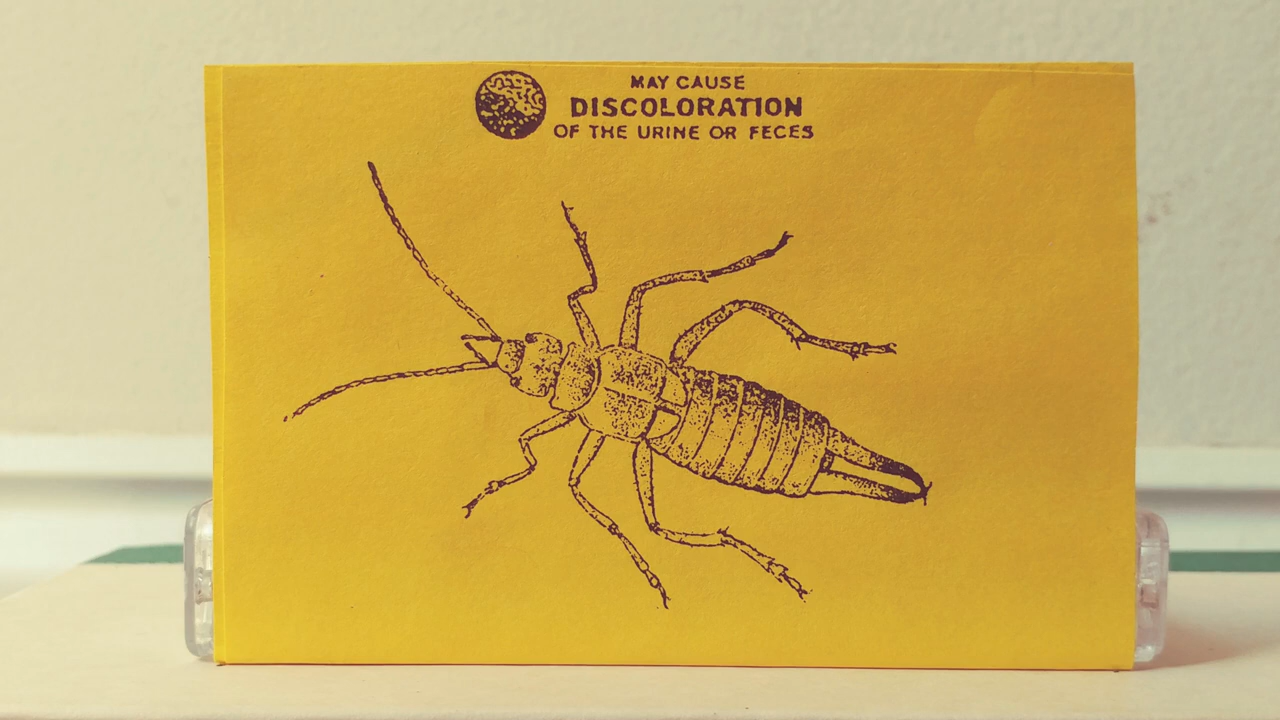 MAY CAUSE
DISCOLORATION
OF THE URINE OR FECES